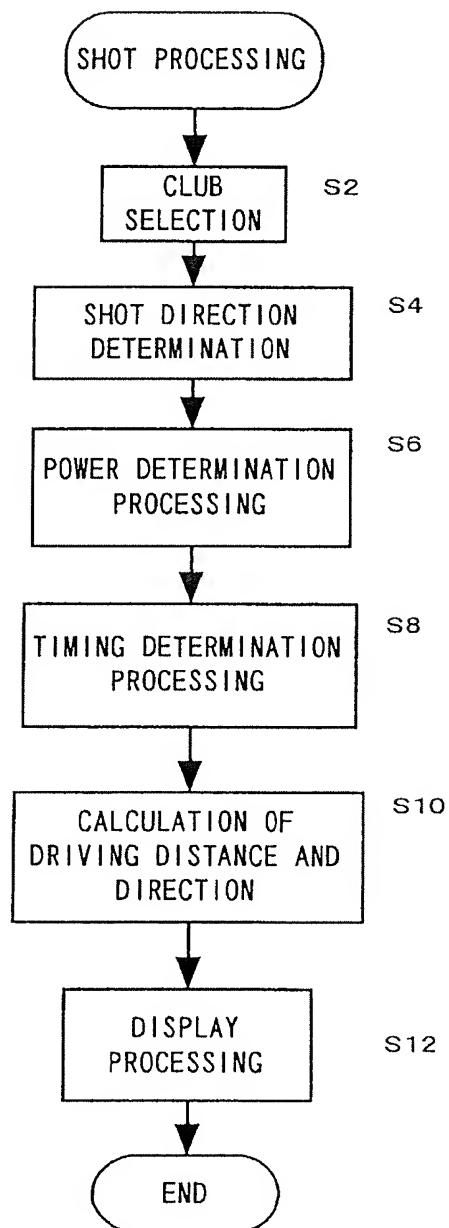 SHOT PROCESSING
CLUB
SELECTION
S2
SHOT DIRECTION
DETERMINATION
S4
POWER DETERMINATION
PROCESSING
S6
TIMING DETERMINATION
PROCESSING
S8
CALCULATION OF
DRIVING DISTANCE AND
DIRECTION
S10
DISPLAY
PROCESSING
S12
END